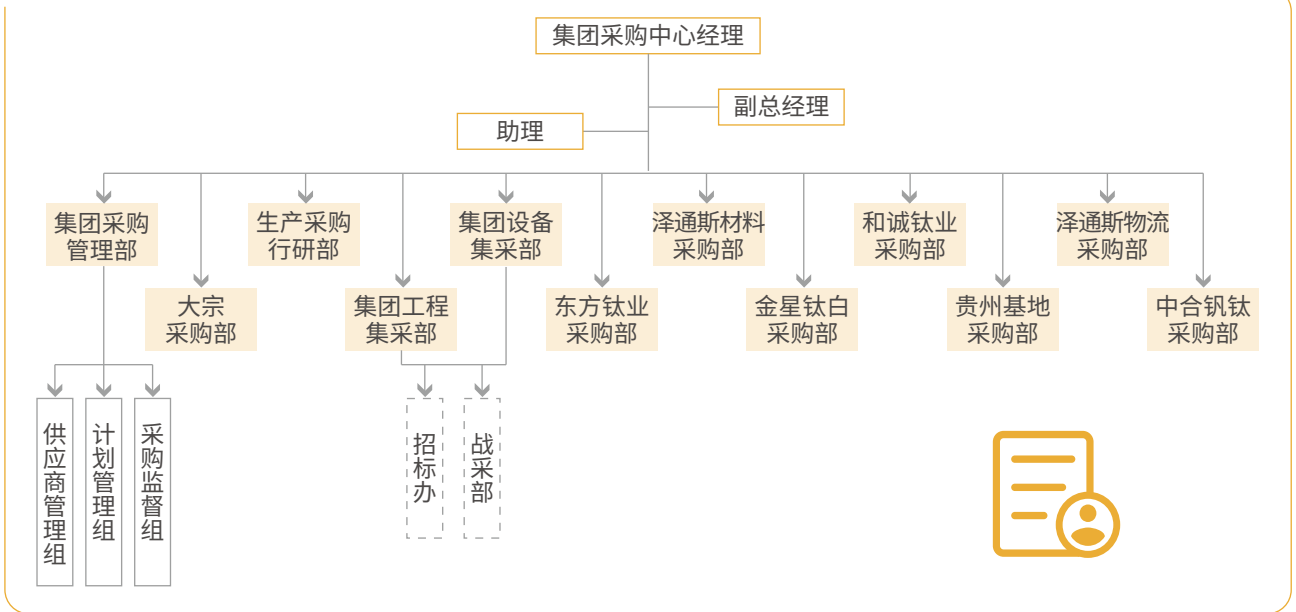 集团采购中心经理
副总经理
助理
集团采购
管理部
生产采购
行研部
集团设备
集采部
泽通斯材料
采购部
和诚钛业
采购部
泽通斯物流
采购部
大宗
采购部
集团工程
集采部
东方钛业
采购部
金星钛白
采购部
贵州基地
采购部
中合钒钛
采购部
供应商管理组
计划管理组
采购监督组
招标办
战采部